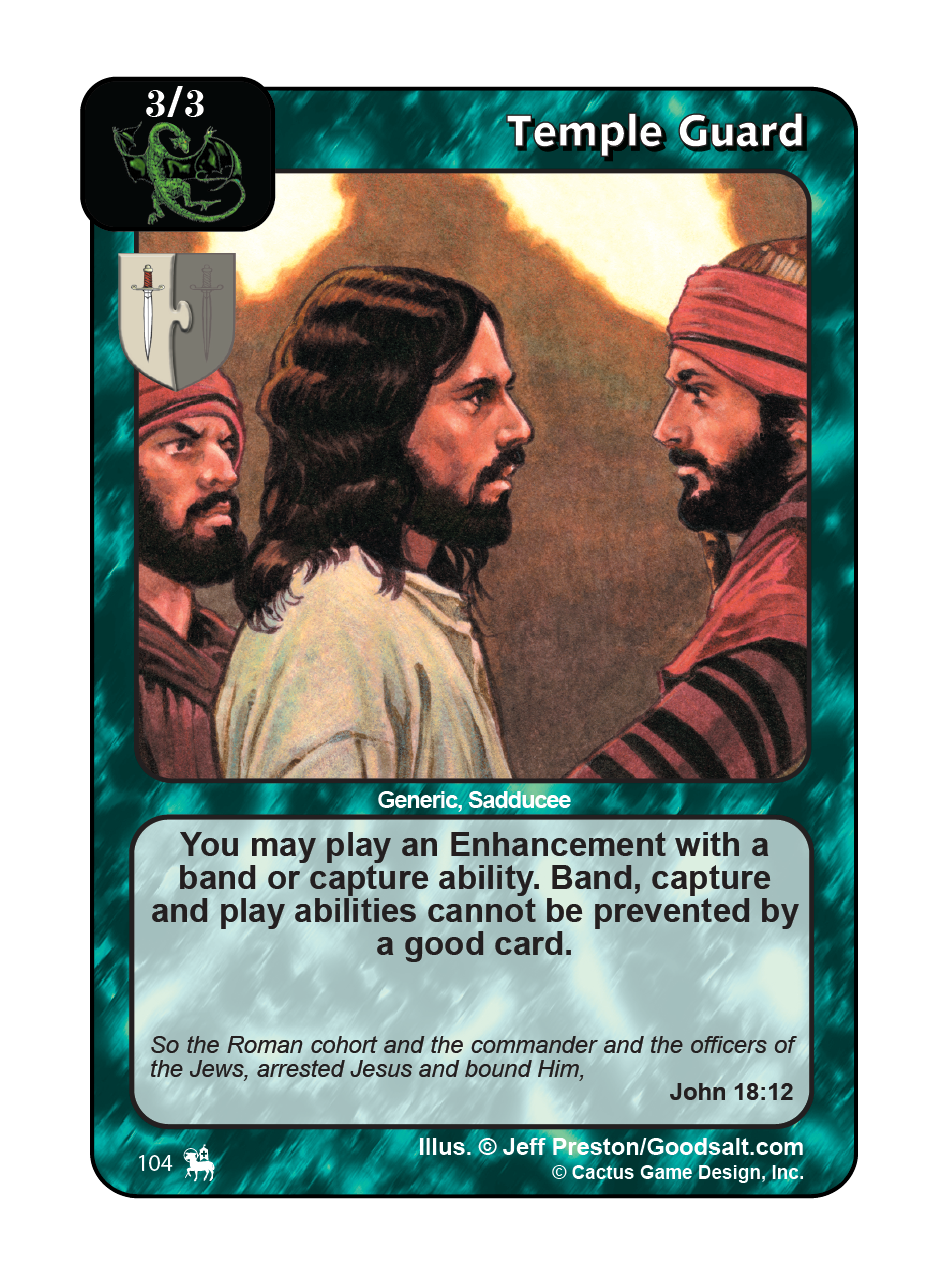 3/3
Temple Guard
Generic, Sadducee
You may play an Enhancement with a
band or capture ability. Band, capture
and play abilities cannot be prevented by
a good card.
So the Roman cohort and the commander and the officers of
the Jews, arrested Jesus and bound Him,
John 18:12
Illus. © Jeff Preston/Goodsalt.com
104
© Cactus Game Design, Inc.